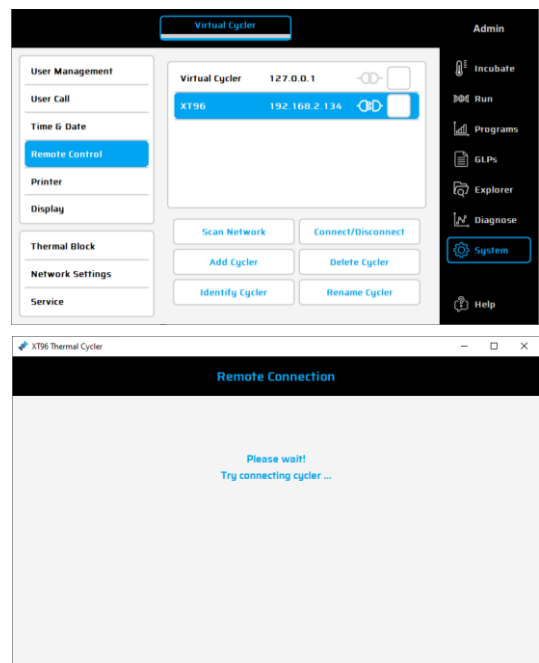 Virtual Cycler
Admin
User Management
User Call
Time & Date
Remote Control
Printer
Display
Thermal Block
Network Settings
Service
Virtual Cycler 127.0.0.1
XT96 192.168.2.134
Scan Network
Connect/Disconnect
Add Cycler
Delete Cycler
Identify Cycler
Rename Cycler
Incubate
Run
Programs
GLPs
Explorer
Diagnose
System
Help
XT96 Thermal Cycler
Remote Connection
Please wait!
Try connecting cycler ...